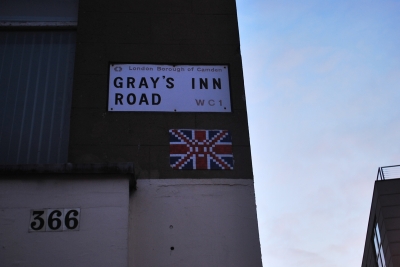 London Borough of Camden
GRAY'S INN
ROAD WC1
366